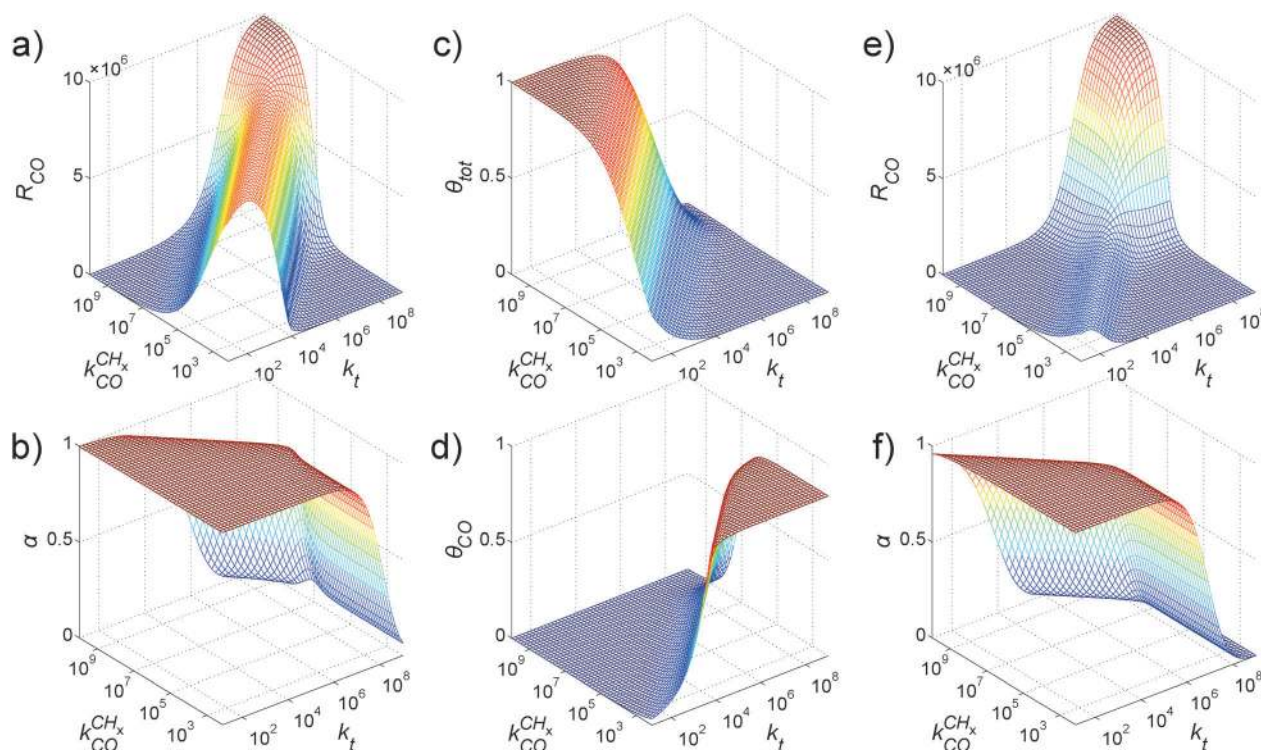 a)
×10⁶
10
5
0
R_CO
10⁹
10⁷
10⁵
10³
k_CO^CHx
10²
10⁴
10⁶
10⁸
k_t
c)
1
0.5
0
θ_tot
10⁹
10⁷
10⁵
10³
k_CO^CHx
10²
10⁴
10⁶
10⁸
k_t
e)
×10⁶
10
5
0
R_CO
10⁹
10⁷
10⁵
10³
k_CO^CHx
10²
10⁴
10⁶
10⁸
k_t
b)
1
0.5
0
α
10⁹
10⁷
10⁵
10³
k_CO^CHx
10²
10⁴
10⁶
10⁸
k_t
d)
1
0.5
0
θ_CO
10⁹
10⁷
10⁵
10³
k_CO^CHx
10²
10⁴
10⁶
10⁸
k_t
f)
1
0.5
0
α
10⁹
10⁷
10⁵
10³
k_CO^CHx
10²
10⁴
10⁶
10⁸
k_t